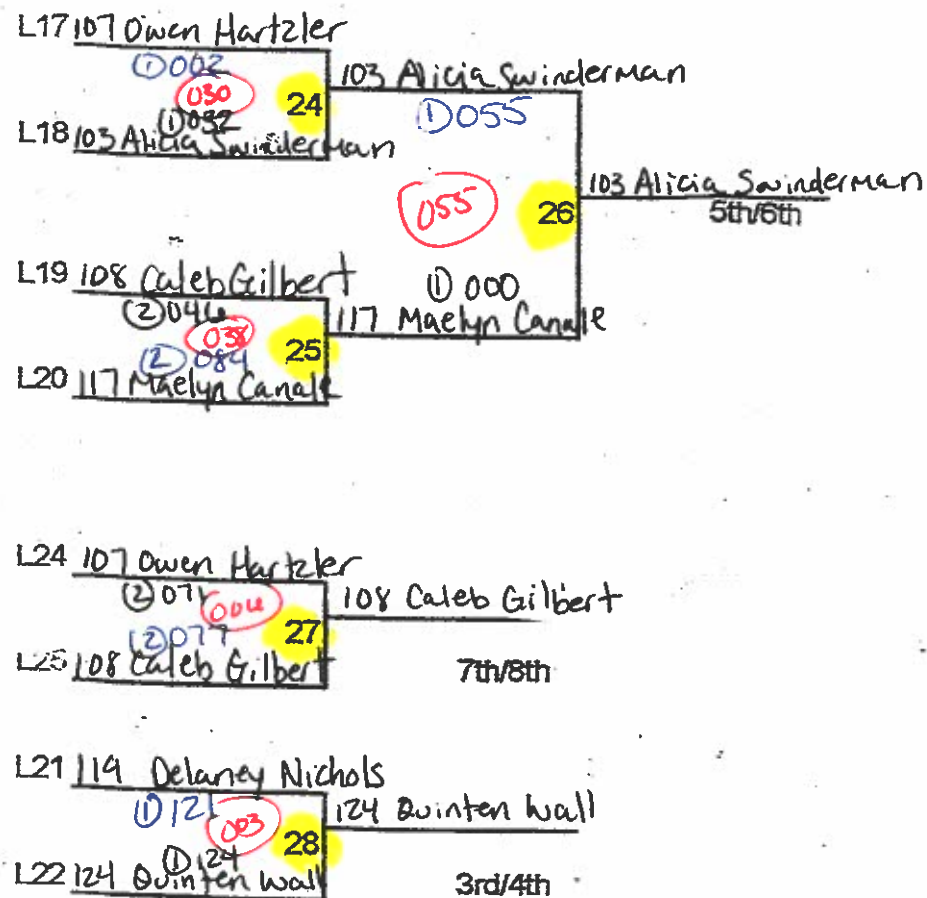 L17 107 Owen Hartzler
① 002
030
24
103 Alicia Swinderman
① 032
L18 103 Alicia Swinderman
① 055
055
26
103 Alicia Swinderman
5th/6th
① 000
L19 108 Caleb Gilbert
② 046
038
25
117 Maelyn Canale
② 084
L20 117 Maelyn Canale
L24 107 Owen Hartzler
② 071
006
27
108 Caleb Gilbert
② 077
L25 108 Caleb Gilbert
7th/8th
L21 119 Delaney Nichols
① 121
003
28
124 Quinten Wall
① 124
L22 124 Quinten Wall
3rd/4th